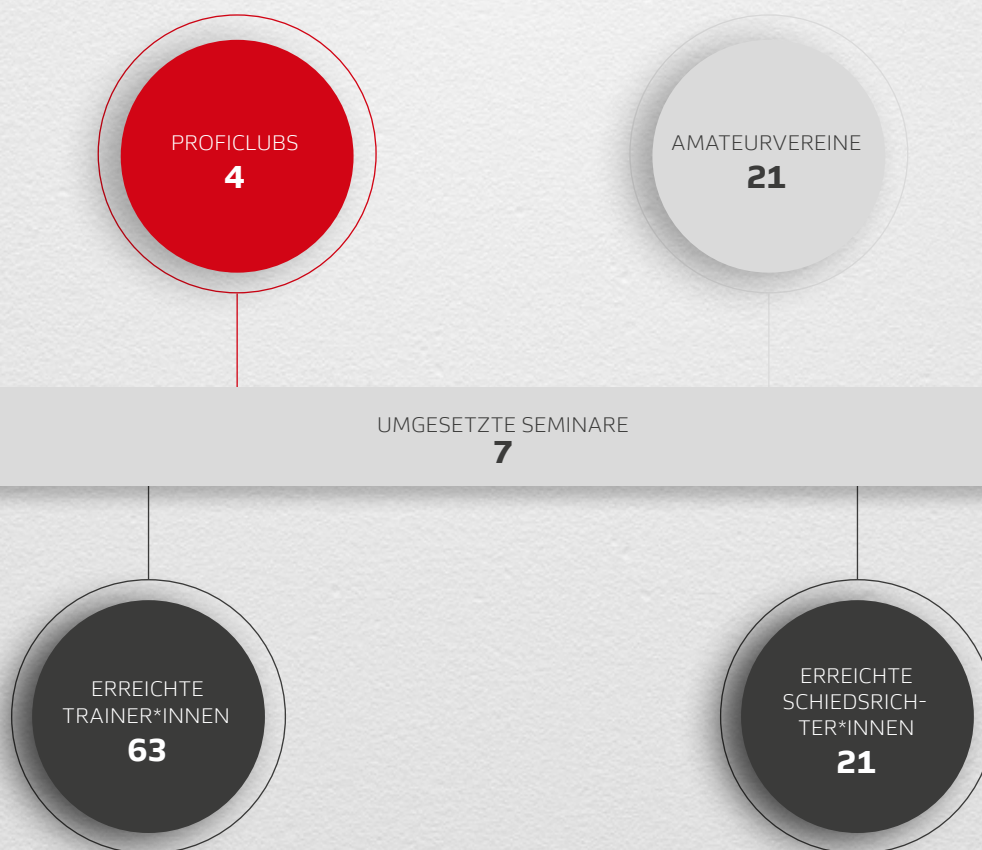 PROFICLUBS
4
AMATEURVEREINE
21
UMGESETZTE SEMINARE
7
ERREICHTE
TRAINER*INNEN
63
ERREICHTE
SCHIEDSRICH-
TER*INNEN
21